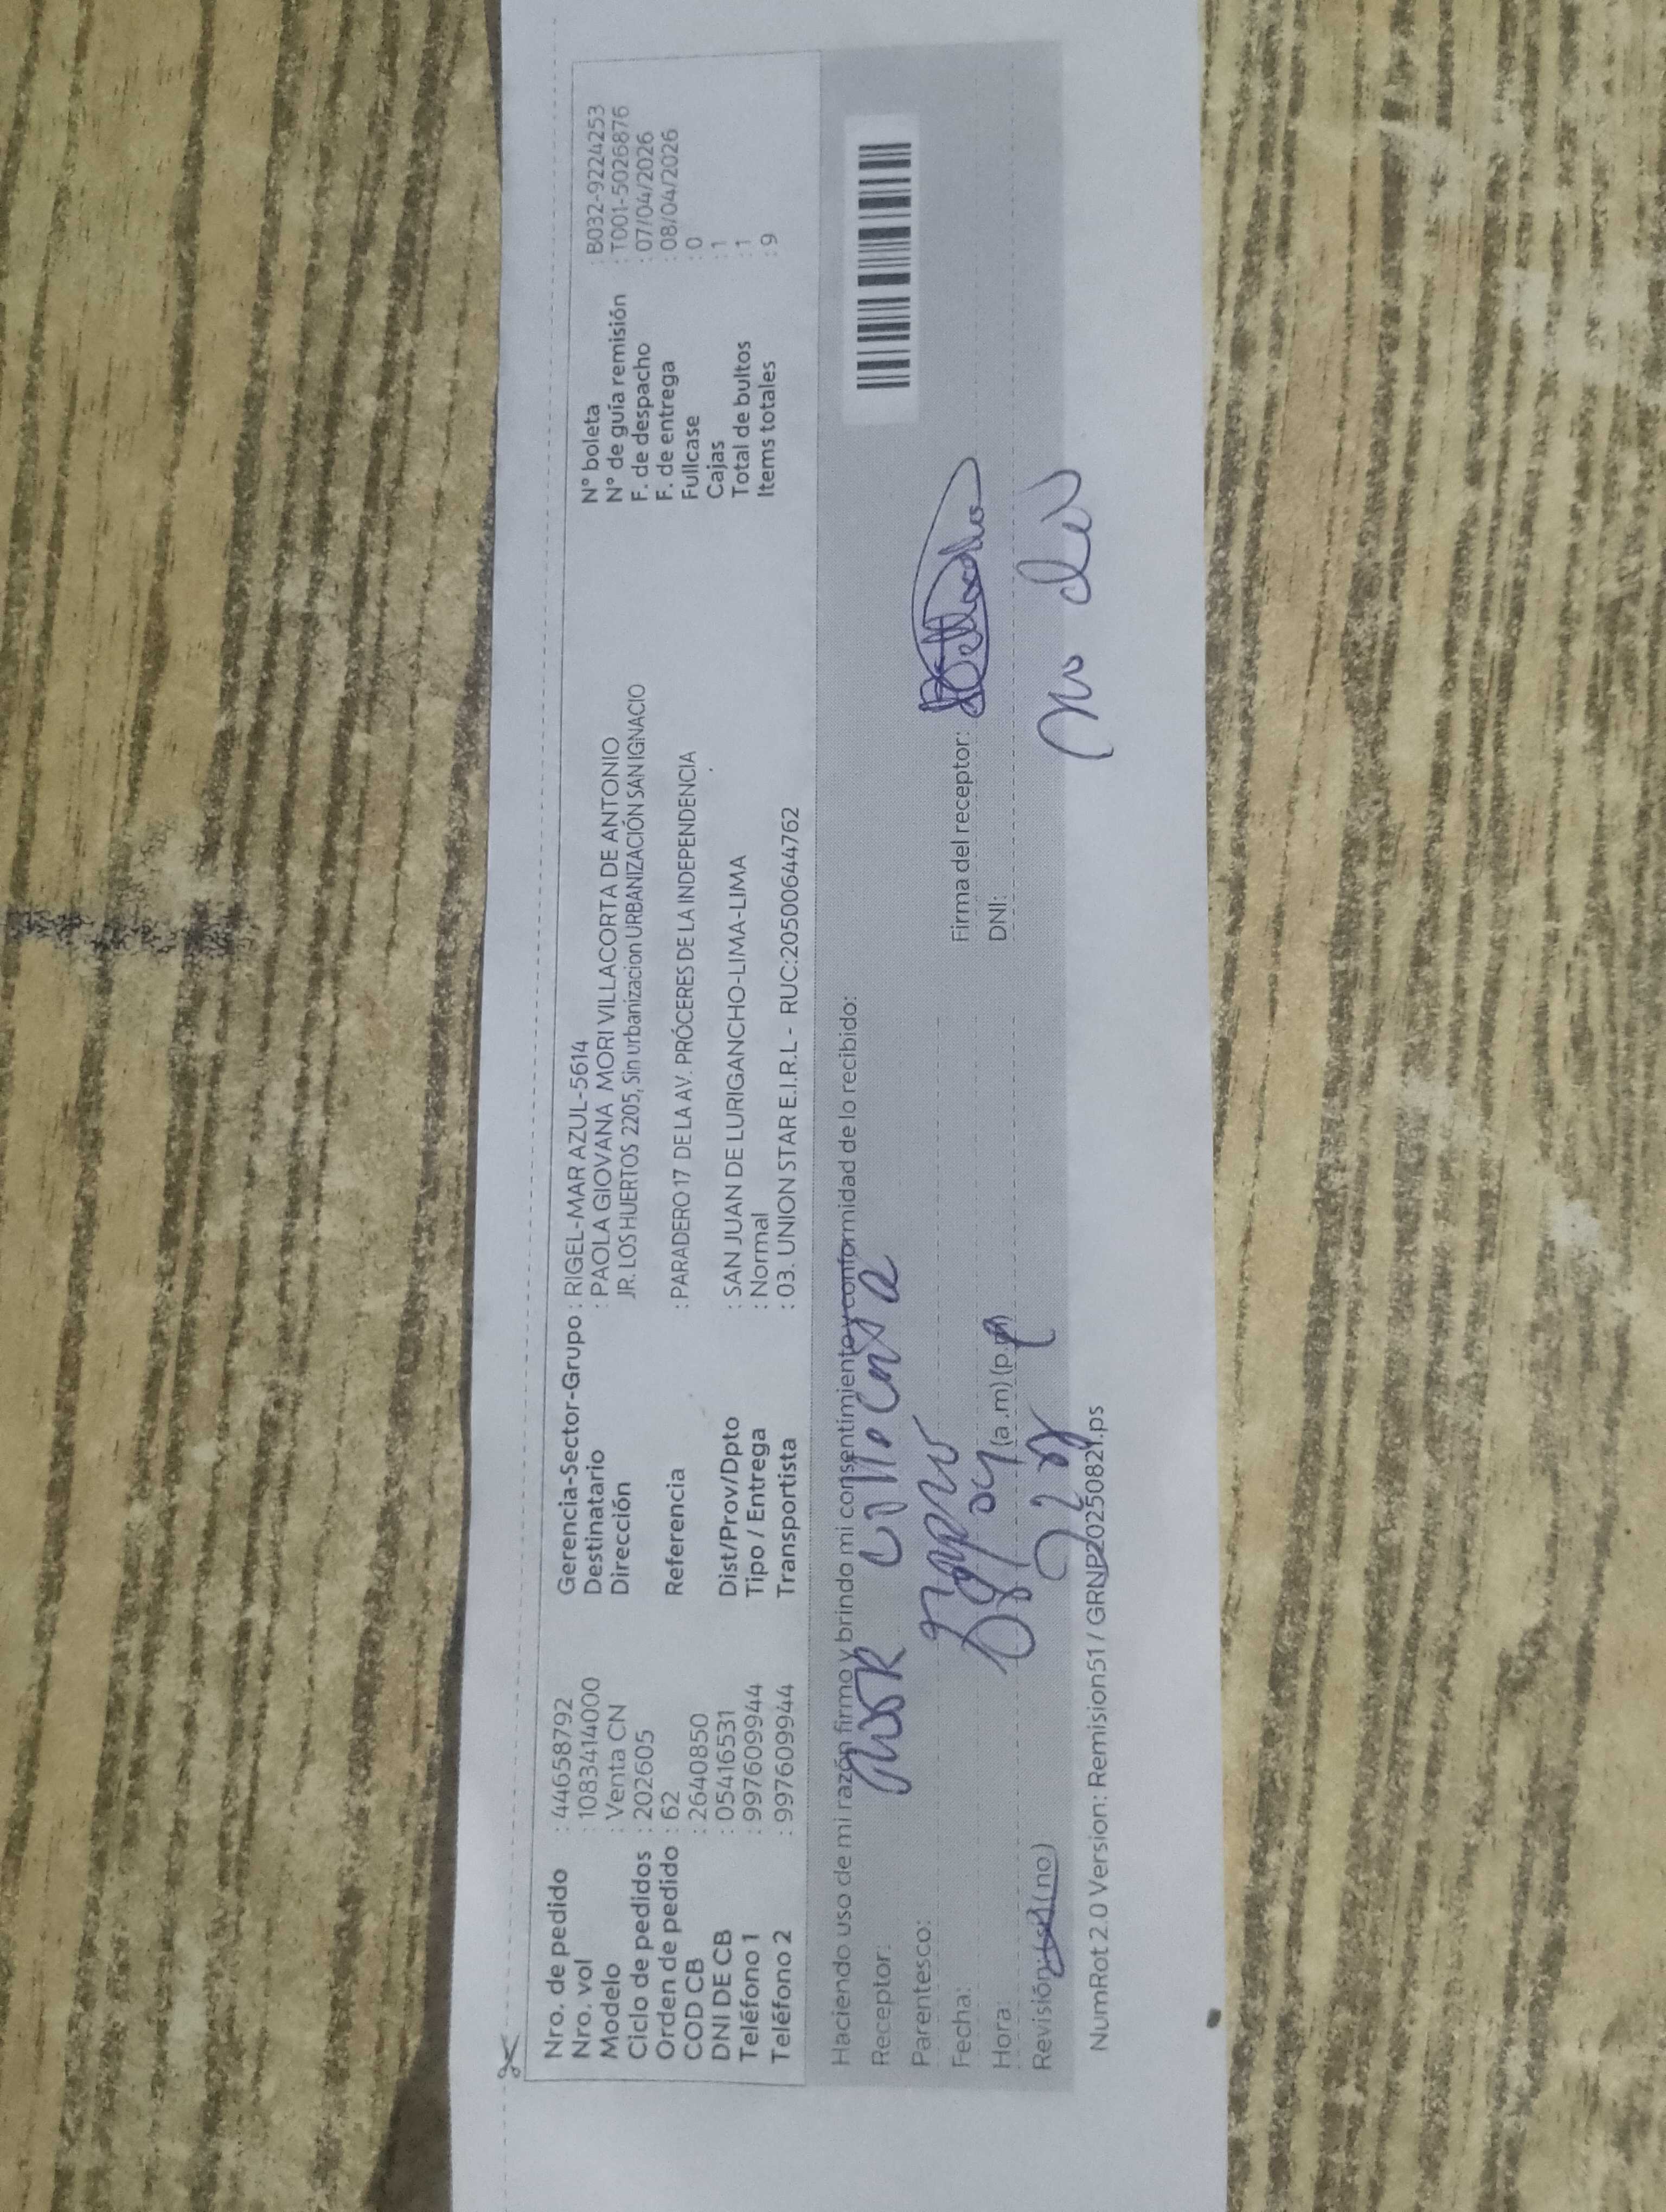 Nro. de pedido : 44658792
Nro. vol : 1083414000
Modelo : Venta CN
Ciclo de pedidos : 202605
Orden de pedido : 62
COD CB : 2640850
DNI DE CB : 05416531
Teléfono 1 : 997609944
Teléfono 2 : 997609944
Gerencia-Sector-Grupo : RIGEL-MAR AZUL-5614
Destinatario : PAOLA GIOVANA MORI VILLACORTA DE ANTONIO
Dirección JR. LOS HUERTOS 2205, Sin urbanizacion URBANIZACIÓN SAN IGNACIO
Referencia : PARADERO 17 DE LA AV. PRÓCERES DE LA INDEPENDENCIA
Dist/Prov/Dpto : SAN JUAN DE LURIGANCHO-LIMA-LIMA
Tipo / Entrega : Normal
Transportista : 03. UNION STAR E.I.R.L - RUC:20500644762
N° boleta : B032-9224253
N° de guía remisión : T001-5026876
F. de despacho : 07/04/2026
F. de entrega : 08/04/2026
Fullcase : 0
Cajas : 1
Total de bultos : 1
Items totales : 9
Haciendo uso de mi razón firmo y brindo mi consentimiento y conformidad de lo recibido:
Receptor:
Parentesco:
Fecha:
Hora: (a.m) (p.m)
Revisión: (si) (no)
Firma del receptor:
DNI:
no
NumRot 2.0 Version: Remision51 / GRNP20250821.ps